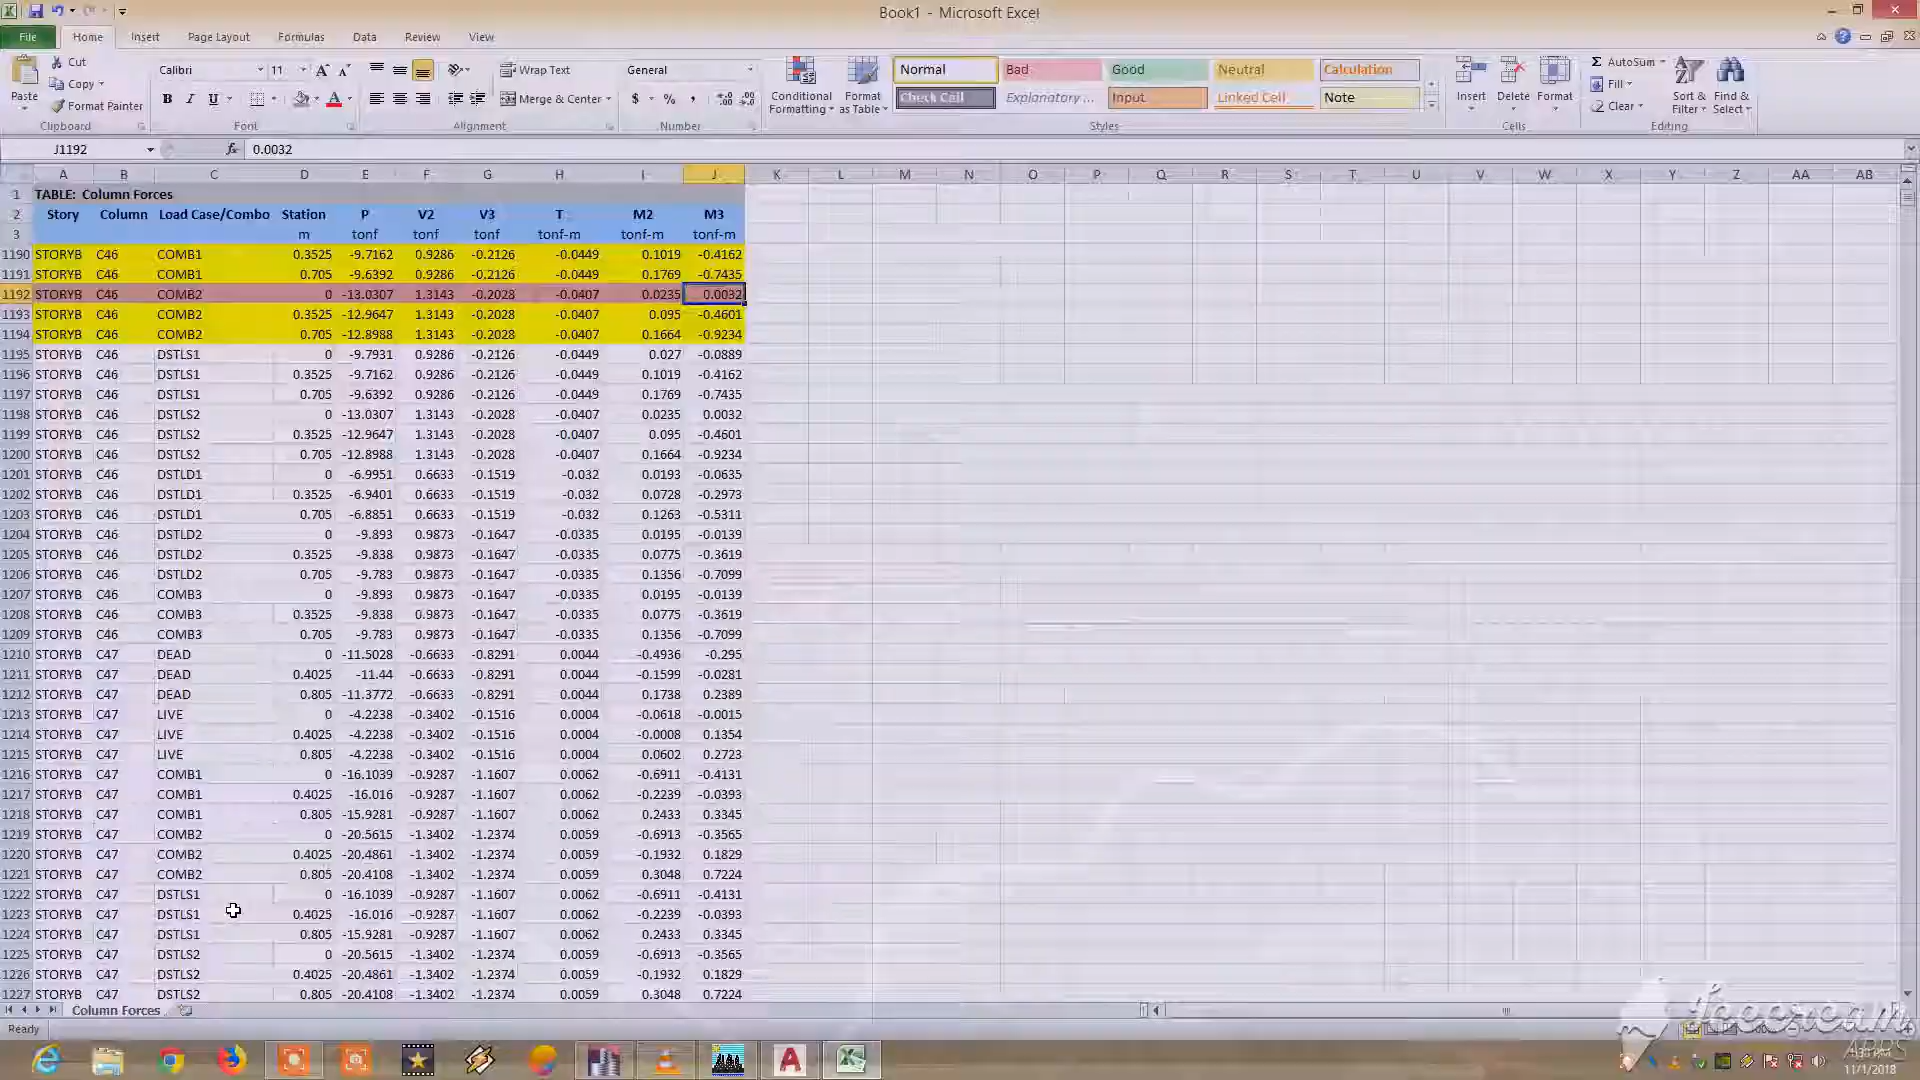 Book1 - Microsoft Excel
File Home Insert Page Layout Formulas Data Review View
Cut
Copy
Format Painter
Paste
Clipboard
Calibri 11
B I U
Font
Wrap Text
Merge & Center
Alignment
General
$ % ,
Number
Conditional Formatting
Format as Table
Normal Bad Good Neutral Calculation
Check Cell Explanatory ... Input Linked Cell Note
Styles
Insert Delete Format
Cells
AutoSum
Fill
Clear
Sort & Filter
Find & Select
Editing
J1192 fx 0.0032
A B C D E F G H I J K L M N O P Q R S T U V W X Y Z AA AB
1 TABLE: Column Forces
2 Story Column Load Case/Combo Station P V2 V3 T M2 M3
3 m tonf tonf tonf tonf-m tonf-m tonf-m
1190 STORYB C46 COMB1 0.3525 -9.7162 0.9286 -0.2126 -0.0449 0.1019 -0.4162
1191 STORYB C46 COMB1 0.705 -9.6392 0.9286 -0.2126 -0.0449 0.1769 -0.7435
1192 STORYB C46 COMB2 0 -13.0307 1.3143 -0.2028 -0.0407 0.0235 0.0032
1193 STORYB C46 COMB2 0.3525 -12.9647 1.3143 -0.2028 -0.0407 0.095 -0.4601
1194 STORYB C46 COMB2 0.705 -12.8988 1.3143 -0.2028 -0.0407 0.1664 -0.9234
1195 STORYB C46 DSTLS1 0 -9.7931 0.9286 -0.2126 -0.0449 0.027 -0.0889
1196 STORYB C46 DSTLS1 0.3525 -9.7162 0.9286 -0.2126 -0.0449 0.1019 -0.4162
1197 STORYB C46 DSTLS1 0.705 -9.6392 0.9286 -0.2126 -0.0449 0.1769 -0.7435
1198 STORYB C46 DSTLS2 0 -13.0307 1.3143 -0.2028 -0.0407 0.0235 0.0032
1199 STORYB C46 DSTLS2 0.3525 -12.9647 1.3143 -0.2028 -0.0407 0.095 -0.4601
1200 STORYB C46 DSTLS2 0.705 -12.8988 1.3143 -0.2028 -0.0407 0.1664 -0.9234
1201 STORYB C46 DSTLD1 0 -6.9951 0.6633 -0.1519 -0.032 0.0193 -0.0635
1202 STORYB C46 DSTLD1 0.3525 -6.9401 0.6633 -0.1519 -0.032 0.0728 -0.2973
1203 STORYB C46 DSTLD1 0.705 -6.8851 0.6633 -0.1519 -0.032 0.1263 -0.5311
1204 STORYB C46 DSTLD2 0 -9.893 0.9873 -0.1647 -0.0335 0.0195 -0.0139
1205 STORYB C46 DSTLD2 0.3525 -9.838 0.9873 -0.1647 -0.0335 0.0775 -0.3619
1206 STORYB C46 DSTLD2 0.705 -9.783 0.9873 -0.1647 -0.0335 0.1356 -0.7099
1207 STORYB C46 COMB3 0 -9.893 0.9873 -0.1647 -0.0335 0.0195 -0.0139
1208 STORYB C46 COMB3 0.3525 -9.838 0.9873 -0.1647 -0.0335 0.0775 -0.3619
1209 STORYB C46 COMB3 0.705 -9.783 0.9873 -0.1647 -0.0335 0.1356 -0.7099
1210 STORYB C47 DEAD 0 -11.5028 -0.6633 -0.8291 0.0044 -0.4936 -0.295
1211 STORYB C47 DEAD 0.4025 -11.44 -0.6633 -0.8291 0.0044 -0.1599 -0.0281
1212 STORYB C47 DEAD 0.805 -11.3772 -0.6633 -0.8291 0.0044 0.1738 0.2389
1213 STORYB C47 LIVE 0 -4.2238 -0.3402 -0.1516 0.0004 -0.0618 -0.0015
1214 STORYB C47 LIVE 0.4025 -4.2238 -0.3402 -0.1516 0.0004 -0.0008 0.1354
1215 STORYB C47 LIVE 0.805 -4.2238 -0.3402 -0.1516 0.0004 0.0602 0.2723
1216 STORYB C47 COMB1 0 -16.1039 -0.9287 -1.1607 0.0062 -0.6911 -0.4131
1217 STORYB C47 COMB1 0.4025 -16.016 -0.9287 -1.1607 0.0062 -0.2239 -0.0393
1218 STORYB C47 COMB1 0.805 -15.9281 -0.9287 -1.1607 0.0062 0.2433 0.3345
1219 STORYB C47 COMB2 0 -20.5615 -1.3402 -1.2374 0.0059 -0.6913 -0.3565
1220 STORYB C47 COMB2 0.4025 -20.4861 -1.3402 -1.2374 0.0059 -0.1932 0.1829
1221 STORYB C47 COMB2 0.805 -20.4108 -1.3402 -1.2374 0.0059 0.3048 0.7224
1222 STORYB C47 DSTLS1 0 -16.1039 -0.9287 -1.1607 0.0062 -0.6911 -0.4131
1223 STORYB C47 DSTLS1 0.4025 -16.016 -0.9287 -1.1607 0.0062 -0.2239 -0.0393
1224 STORYB C47 DSTLS1 0.805 -15.9281 -0.9287 -1.1607 0.0062 0.2433 0.3345
1225 STORYB C47 DSTLS2 0 -20.5615 -1.3402 -1.2374 0.0059 -0.6913 -0.3565
1226 STORYB C47 DSTLS2 0.4025 -20.4861 -1.3402 -1.2374 0.0059 -0.1932 0.1829
1227 STORYB C47 DSTLS2 0.805 -20.4108 -1.3402 -1.2374 0.0059 0.3048 0.7224
Column Forces
Ready
Icecream
APPS
11/1/2018